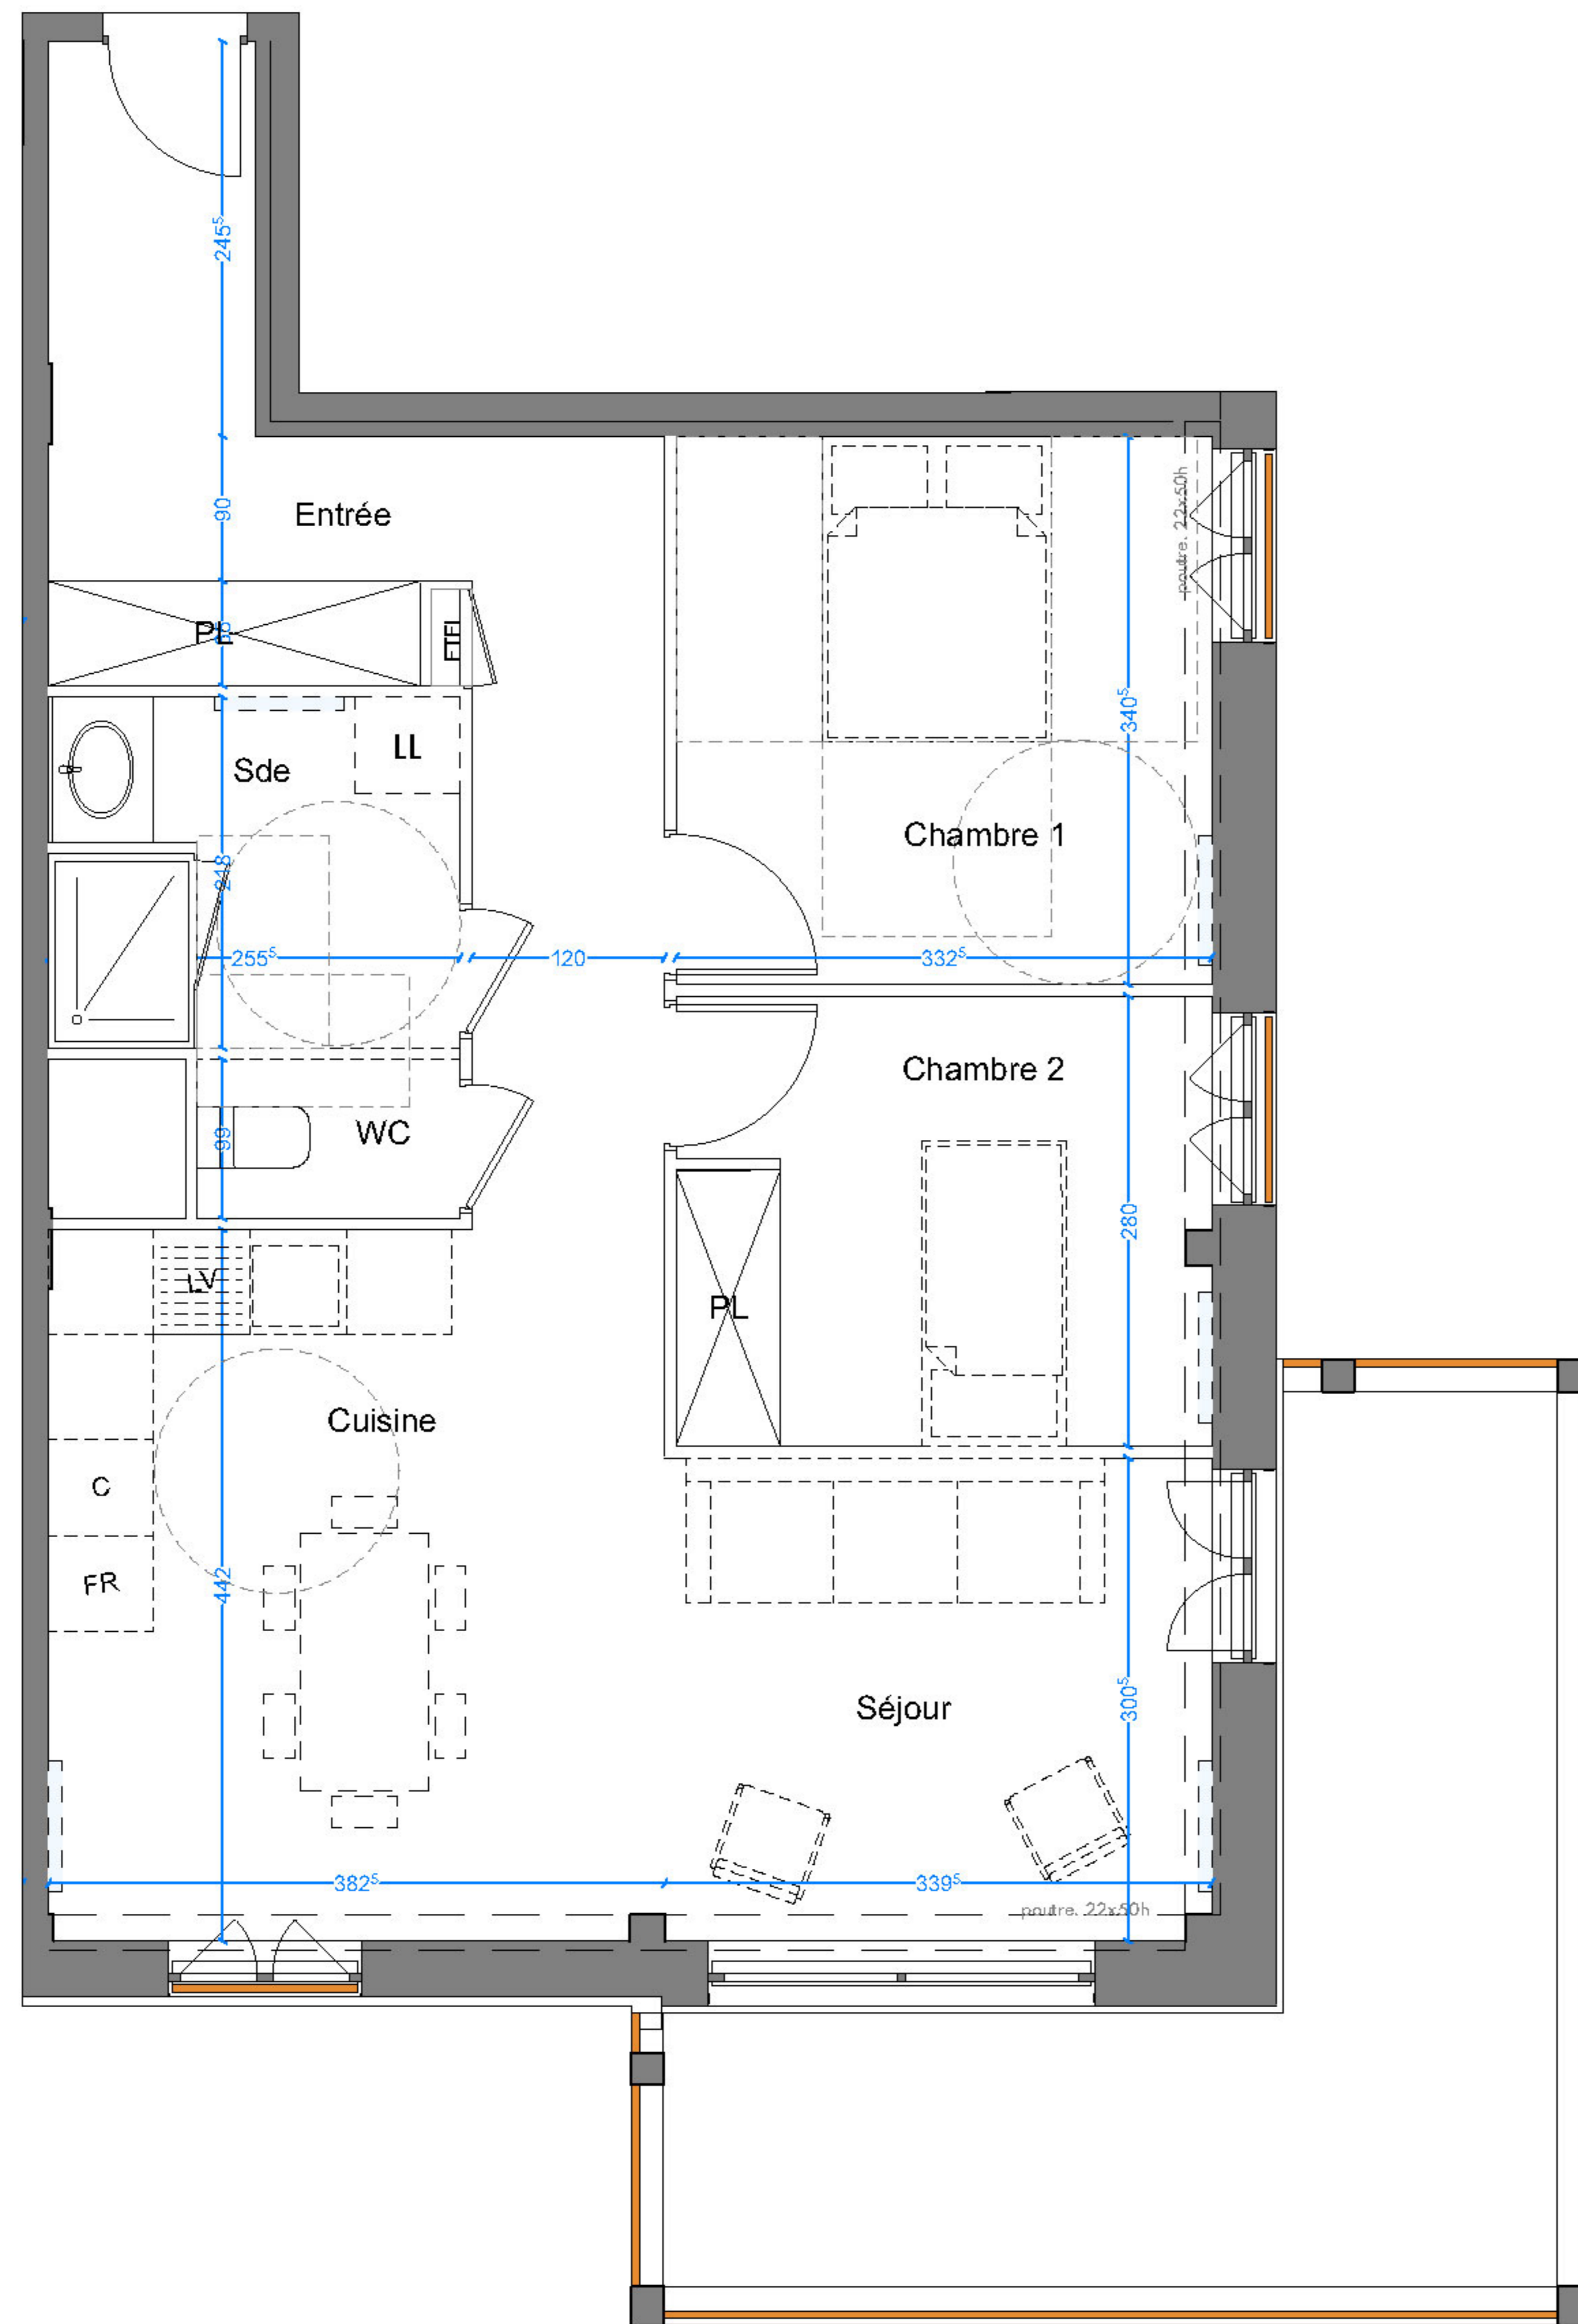 245⁵
90
Entrée
poutre. 22x50h
PL
65
ETEL
340⁵
LL
Sde
Chambre 1
218
255⁵
120
332⁵
Chambre 2
WC
99
280
LV
PL
Cuisine
C
FR
442
300⁵
Séjour
382⁵
339⁵
poutre. 22x50h